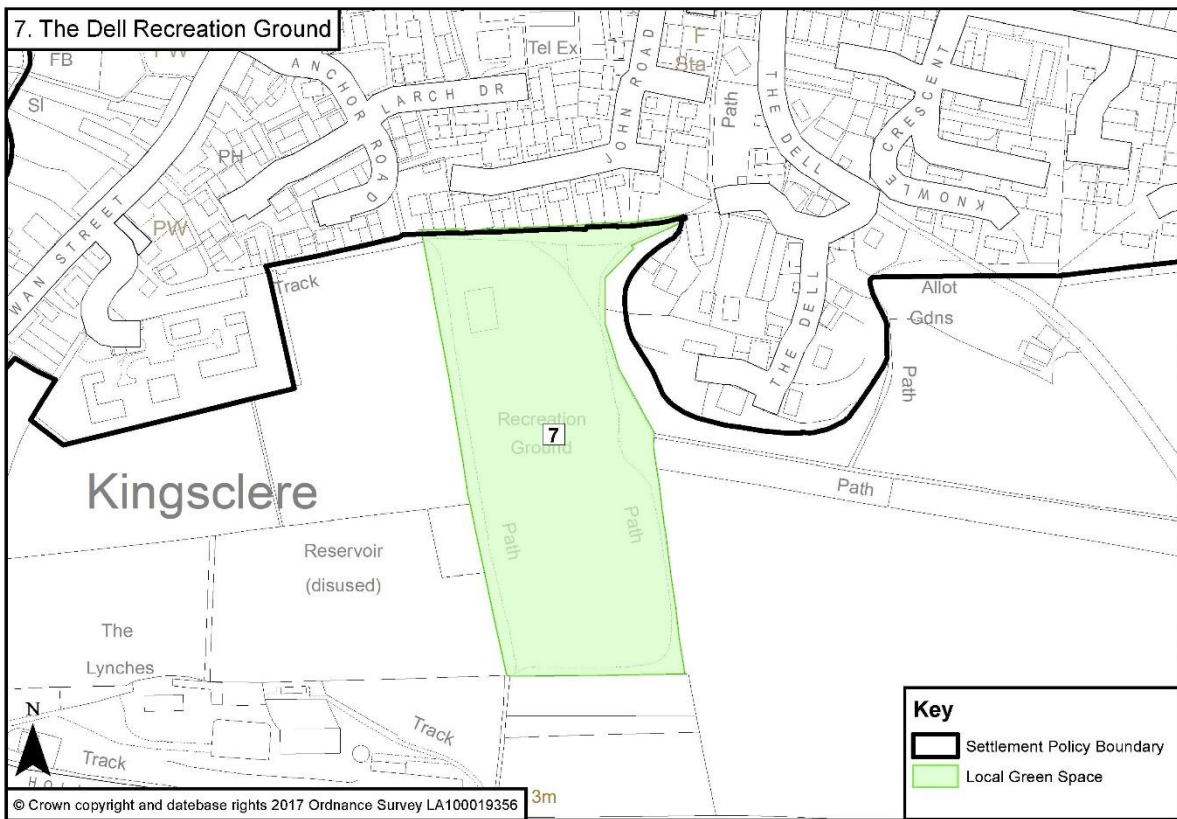 7. The Dell Recreation Ground
FB
PW
Tel Ex
F
Sta
SI
ANCHOR ROAD
LARCH DR
JOHN ROAD
Path
THE DELL
KNOWLE CRESCENT
PH
PW
WAN STREET
Track
THE DELL
Allot
Gdns
Path
Recreation
Ground
7
Kingsclere
Path
Path
Path
Reservoir
(disused)
The
Lynches
N
Track
Track
HOL
3m
Key
Settlement Policy Boundary
Local Green Space
© Crown copyright and datebase rights 2017 Ordnance Survey LA100019356